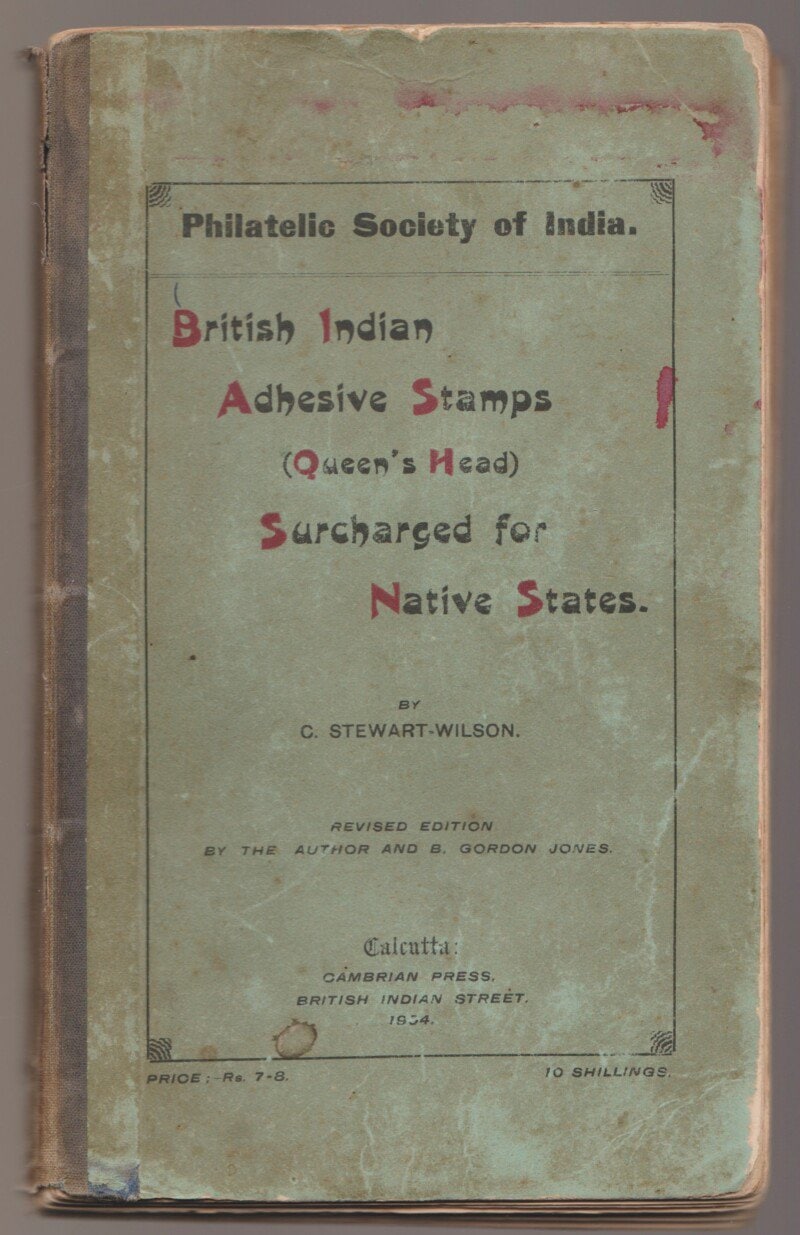 Philatelic Society of India.
British Indian
Adhesive Stamps
(Queen's Head)
Surcharged for
Native States.
BY
C. STEWART-WILSON.
REVISED EDITION
BY THE AUTHOR AND B. GORDON JONES.
Calcutta:
CAMBRIAN PRESS,
BRITISH INDIAN STREET.
PRICE :—Rs. 7-8.
10 SHILLINGS.